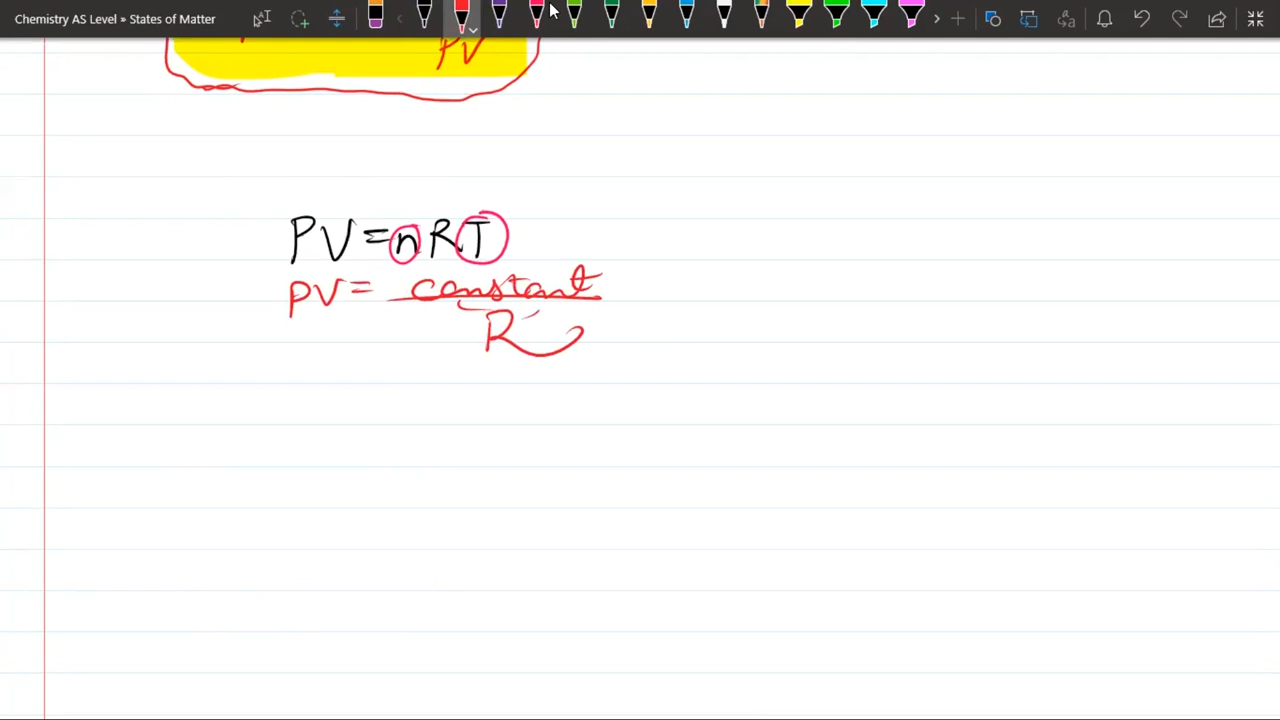 Chemistry AS Level » States of Matter
PV
PV=nRT
PV= constant
R